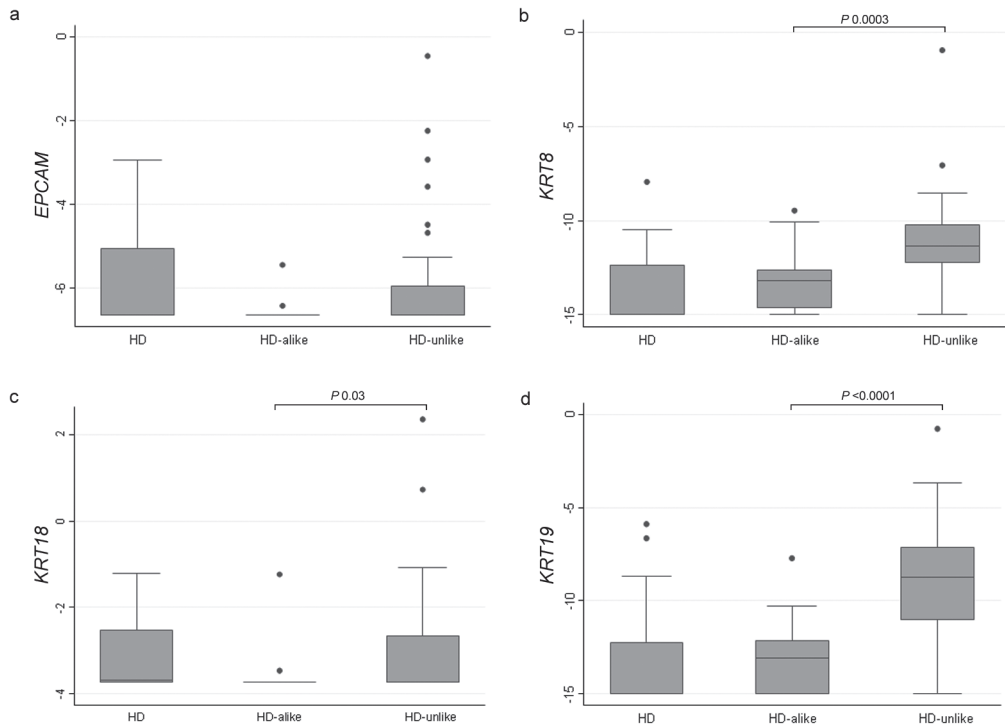 a
EPCAM
0
-2
-4
-6
HD
HD-alike
HD-unlike
b
P 0.0003
KRT8
0
-5
-10
-15
HD
HD-alike
HD-unlike
c
P 0.03
KRT18
2
0
-2
-4
HD
HD-alike
HD-unlike
d
P <0.0001
KRT19
0
-5
-10
-15
HD
HD-alike
HD-unlike